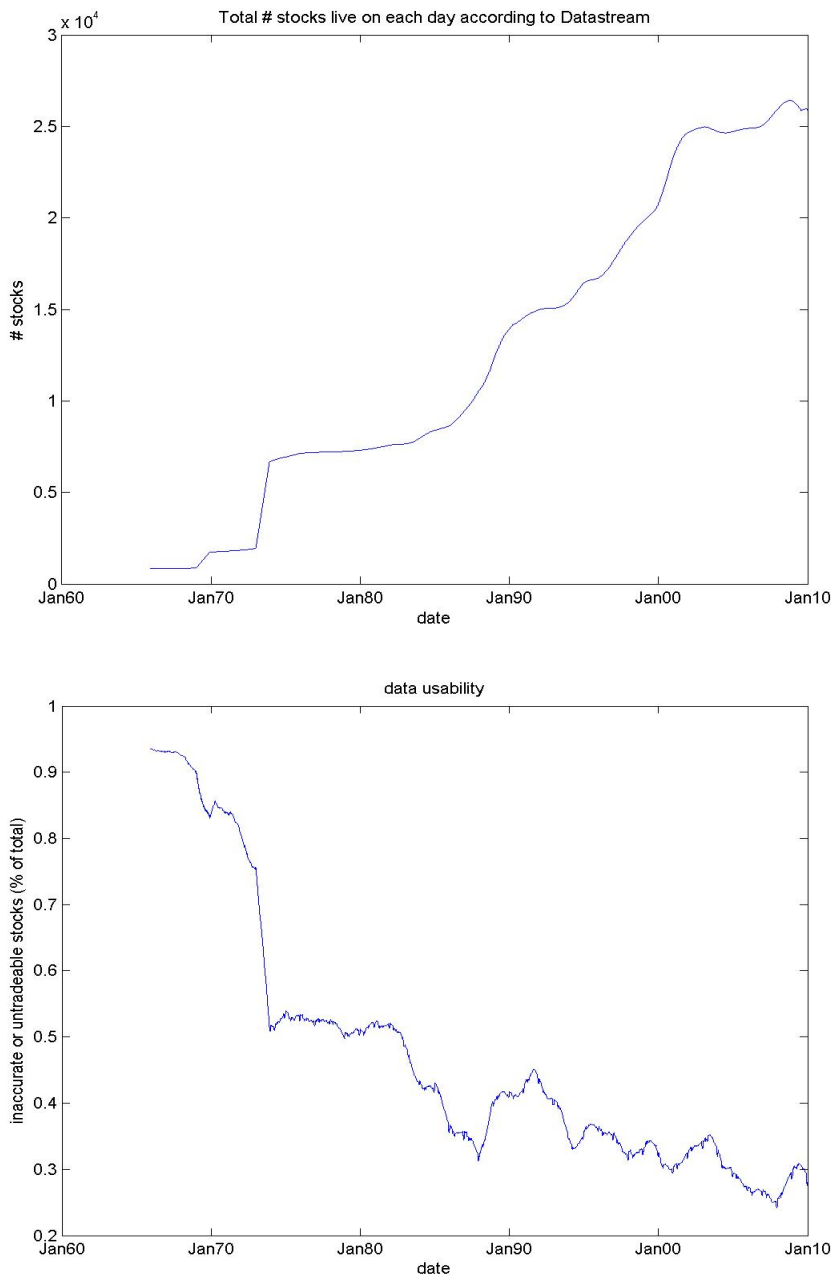 Total # stocks live on each day according to Datastream
x 10⁴
3
2.5
2
1.5
1
0.5
0
# stocks
Jan60 Jan70 Jan80 Jan90 Jan00 Jan10
date
data usability
1
0.9
0.8
0.7
0.6
0.5
0.4
0.3
0.2
inaccurate or untradeable stocks (% of total)
Jan60 Jan70 Jan80 Jan90 Jan00 Jan10
date